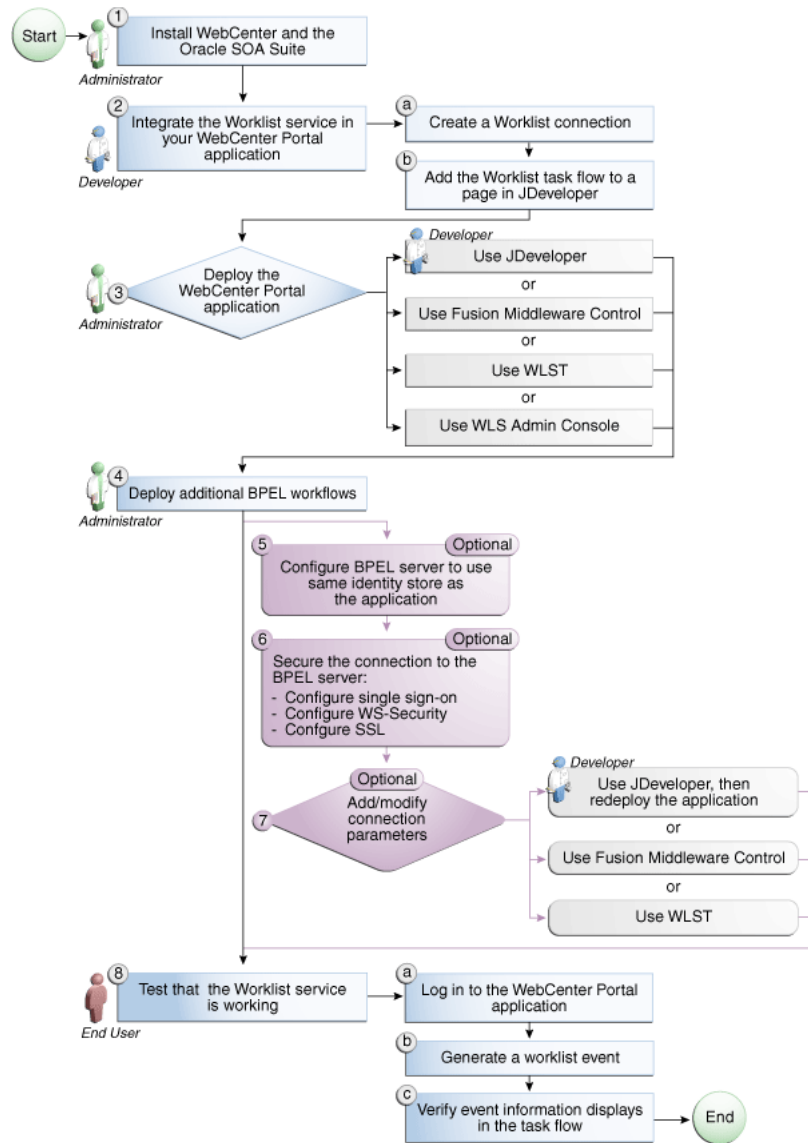 Start
1
Install WebCenter and the
Oracle SOA Suite
Administrator
2
Integrate the Worklist service in
your WebCenter Portal
application
Developer
a
Create a Worklist connection
b
Add the Worklist task flow to a
page in JDeveloper
3
Deploy the
WebCenter Portal
application
Administrator
Developer
Use JDeveloper
or
Use Fusion Middleware Control
or
Use WLST
or
Use WLS Admin Console
4
Deploy additional BPEL workflows
Administrator
5
Optional
Configure BPEL server to use
same identity store as
the application
6
Optional
Secure the connection to the
BPEL server:
- Configure single sign-on
- Configure WS-Security
- Confgure SSL
Optional
7
Add/modify
connection
parameters
Developer
Use JDeveloper, then
redeploy the application
or
Use Fusion Middleware Control
or
Use WLST
8
Test that the Worklist service
is working
End User
a
Log in to the WebCenter Portal
application
b
Generate a worklist event
c
Verify event information displays
in the task flow
End